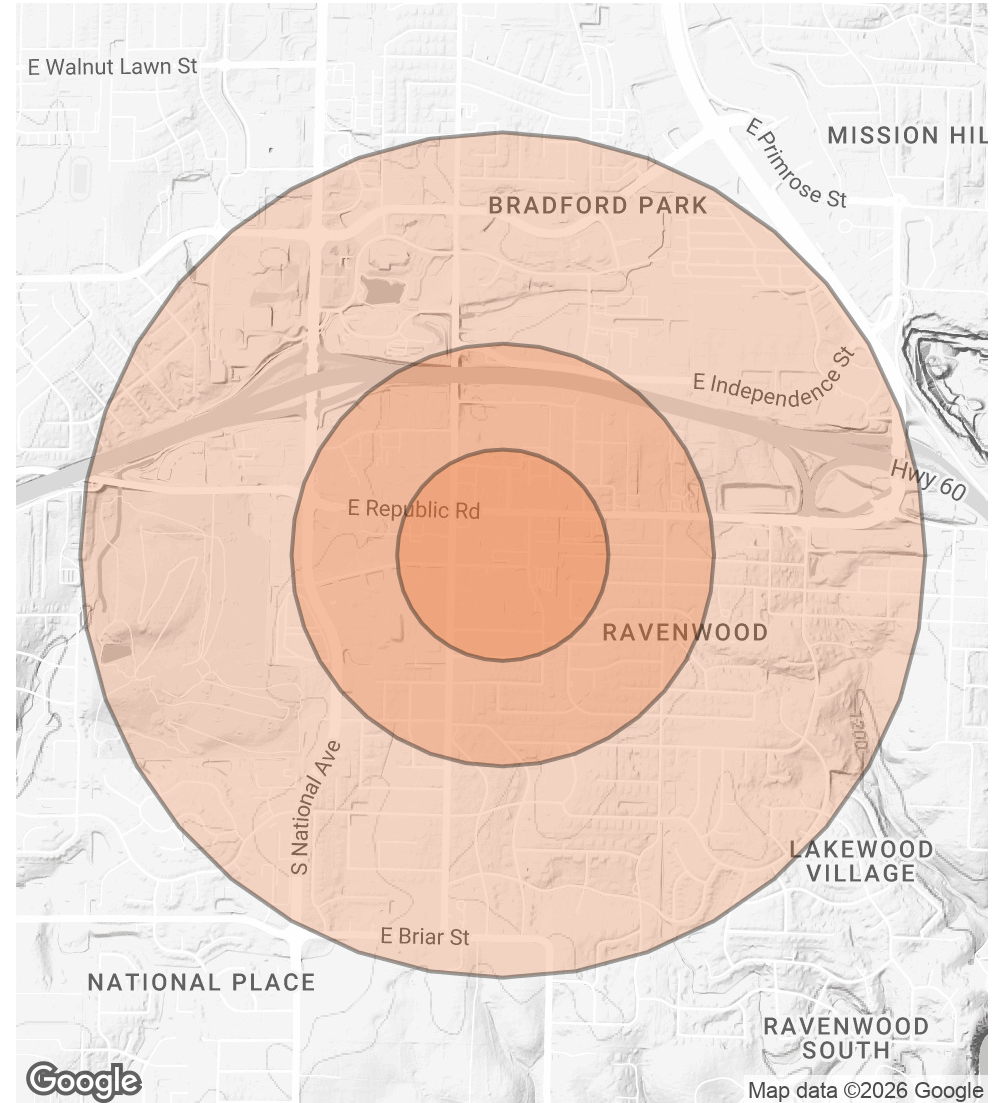 E Walnut Lawn St
E Primrose St
MISSION HIL
BRADFORD PARK
E Independence St
Hwy 60
E Republic Rd
RAVENWOOD
1200
S National Ave
LAKEWOOD
VILLAGE
E Briar St
NATIONAL PLACE
RAVENWOOD
SOUTH
Google
Map data ©2026 Google